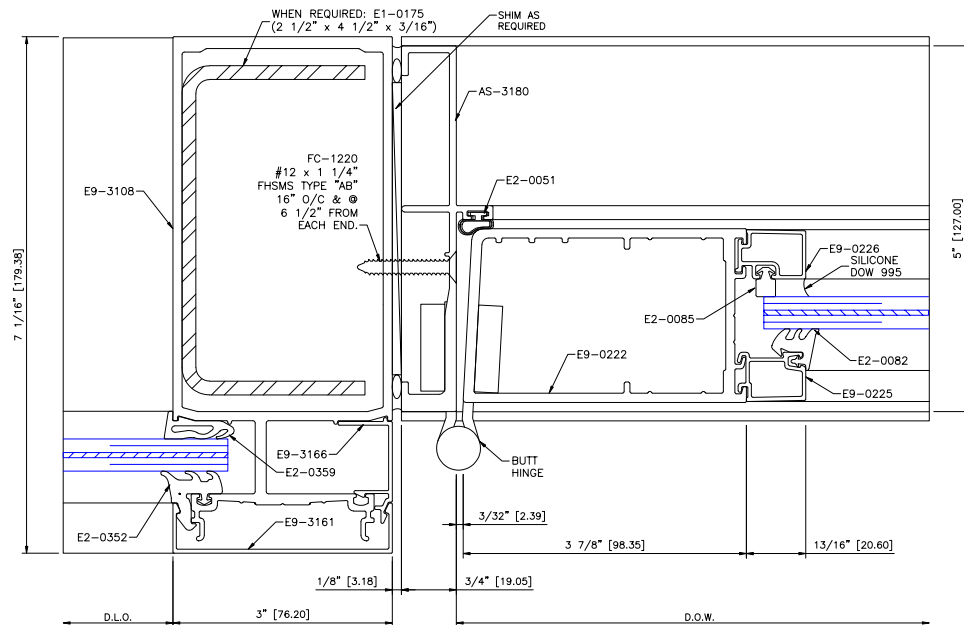 WHEN REQUIRED: E1-0175
(2 1/2" x 4 1/2" x 3/16")
SHIM AS
REQUIRED
AS-3180
FC-1220
#12 x 1 1/4"
FHSMS TYPE "AB"
16" O/C & @
6 1/2" FROM
EACH END.
E9-3108
E2-0051
E9-0226
SILICONE
DOW 995
5" [127.00]
7 1/16" [179.38]
E2-0085
E2-0082
E9-0222
E9-0225
E9-3166
E2-0359
BUTT
HINGE
E9-3161
E2-0352
3/32" [2.39]
3 7/8" [98.35]
13/16" [20.60]
1/8" [3.18]
3/4" [19.05]
D.L.O.
3" [76.20]
D.O.W.